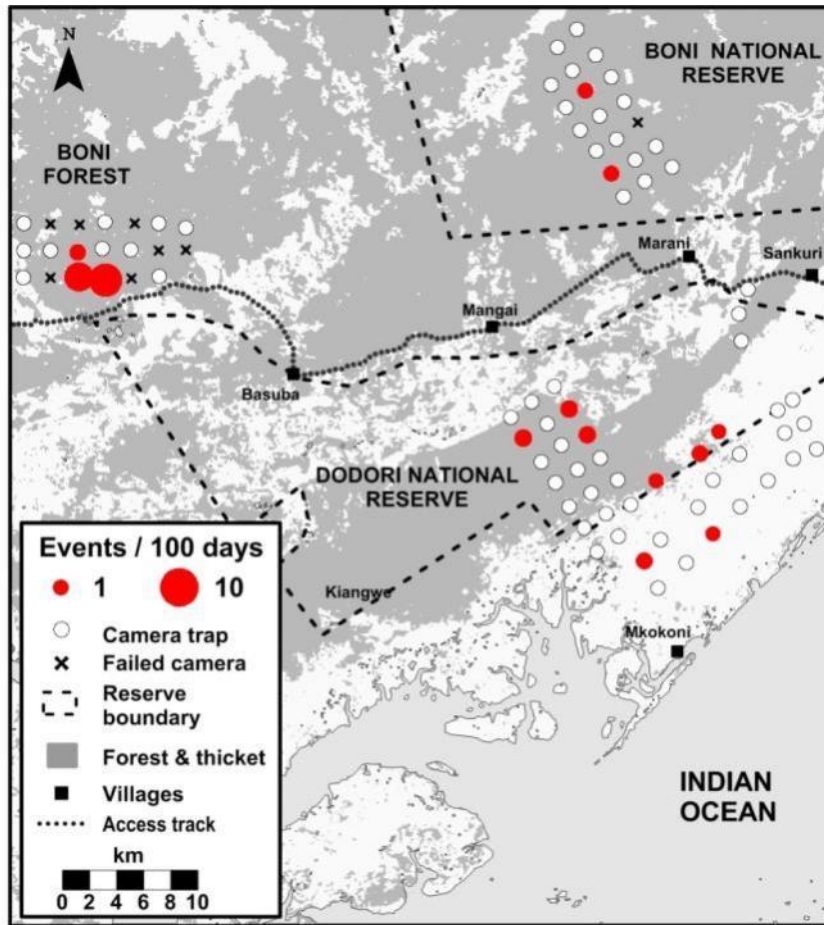 N
BONI NATIONAL
RESERVE
BONI
FOREST
Marani
Sankuri
Mangai
Basuba
DODORI NATIONAL
RESERVE
Kiangwe
Mkokoni
INDIAN
OCEAN
Events / 100 days
1 10
Camera trap
Failed camera
Reserve
boundary
Forest & thicket
Villages
Access track
km
0 2 4 6 8 10